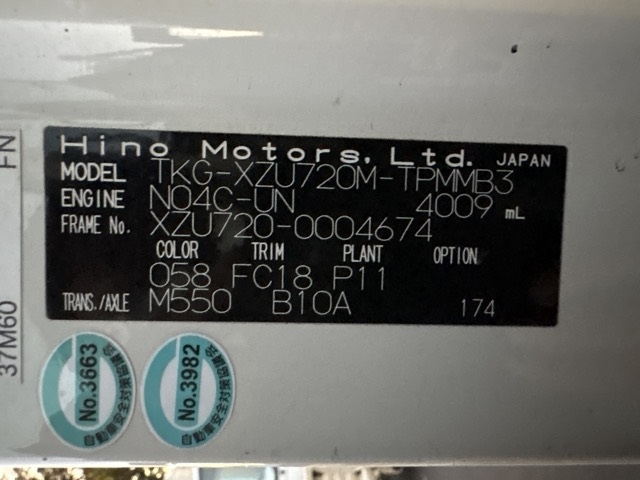 Hino Motors, Ltd. JAPAN
MODEL TKG-XZU720M-TPMMB3
ENGINE N04C-UN 4009 mL
FRAME No. XZU720-0004674
COLOR TRIM PLANT OPTION
058 FC18 P11
TRANS./AXLE M550 B10A 174
FN
37M60
No.3663
No.3982